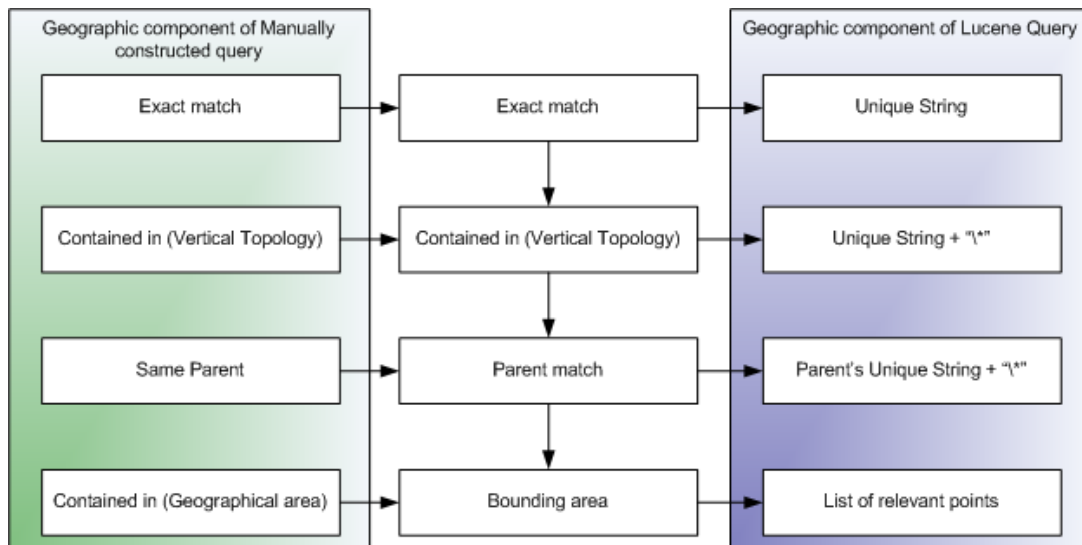 Geographic component of Manually
constructed query
Geographic component of Lucene Query
Exact match
Exact match
Unique String
Contained in (Vertical Topology)
Contained in (Vertical Topology)
Unique String + “\*”
Same Parent
Parent match
Parent’s Unique String + “\*”
Contained in (Geographical area)
Bounding area
List of relevant points